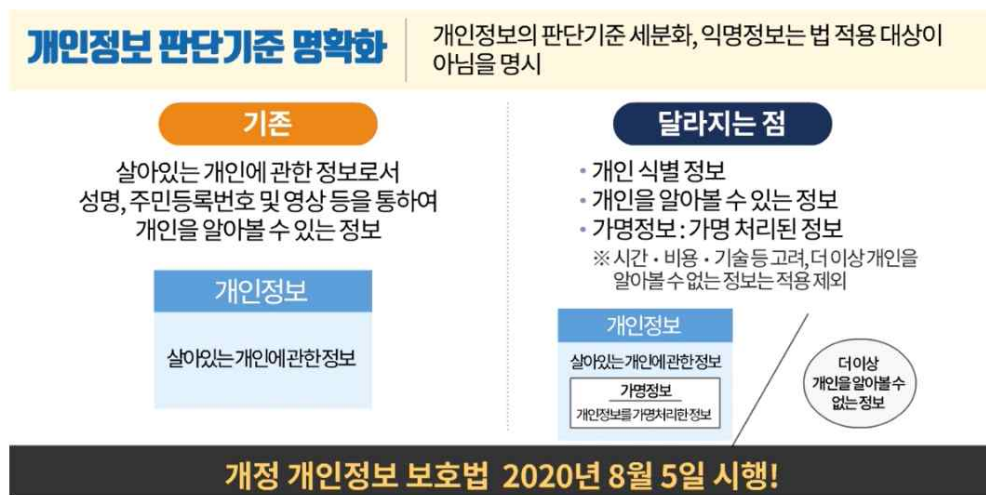 개인정보 판단기준 명확화
개인정보의 판단기준 세분화, 익명정보는 법 적용 대상이
아님을 명시
기존
살아있는 개인에 관한 정보로서
성명, 주민등록번호 및 영상 등을 통하여
개인을 알아볼 수 있는 정보
개인정보
살아있는 개인에 관한 정보
달라지는 점
• 개인 식별 정보
• 개인을 알아볼 수 있는 정보
• 가명정보 : 가명 처리된 정보
※ 시간・비용・기술 등 고려, 더 이상 개인을
알아볼 수 없는 정보는 적용 제외
개인정보
살아있는 개인에 관한 정보
가명정보
개인정보를 가명처리한 정보
더 이상
개인을 알아볼 수
없는 정보
개정 개인정보 보호법 2020년 8월 5일 시행!